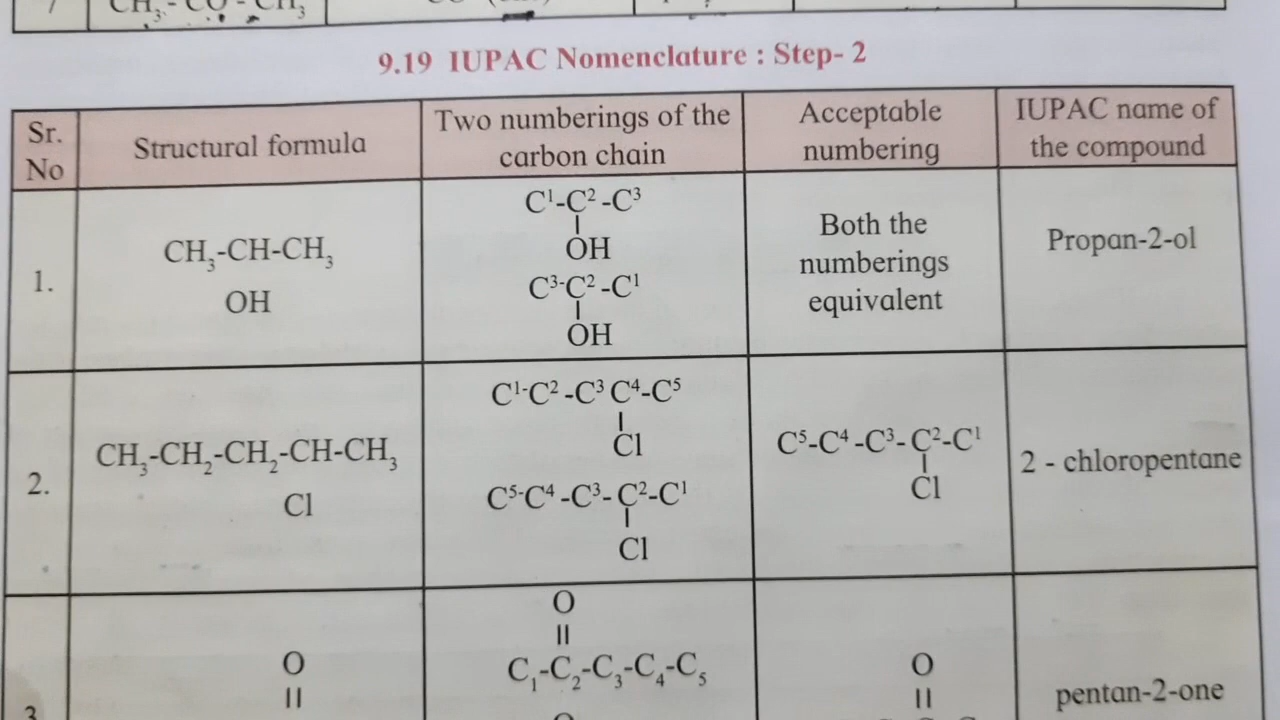 9.19 IUPAC Nomenclature : Step- 2
Sr. No
Structural formula
Two numberings of the carbon chain
Acceptable numbering
IUPAC name of the compound
1.
CH₃-CH-CH₃
OH
C¹-C²-C³
OH
C³-C²-C¹
OH
Both the
numberings
equivalent
Propan-2-ol
2.
CH₃-CH₂-CH₂-CH-CH₃
Cl
C¹-C²-C³ C⁴-C⁵
Cl
C⁵-C⁴-C³-C²-C¹
Cl
C⁵-C⁴-C³-C²-C¹
Cl
2 - chloropentane
3
O
O
C₁-C₂-C₃-C₄-C₅
O
pentan-2-one